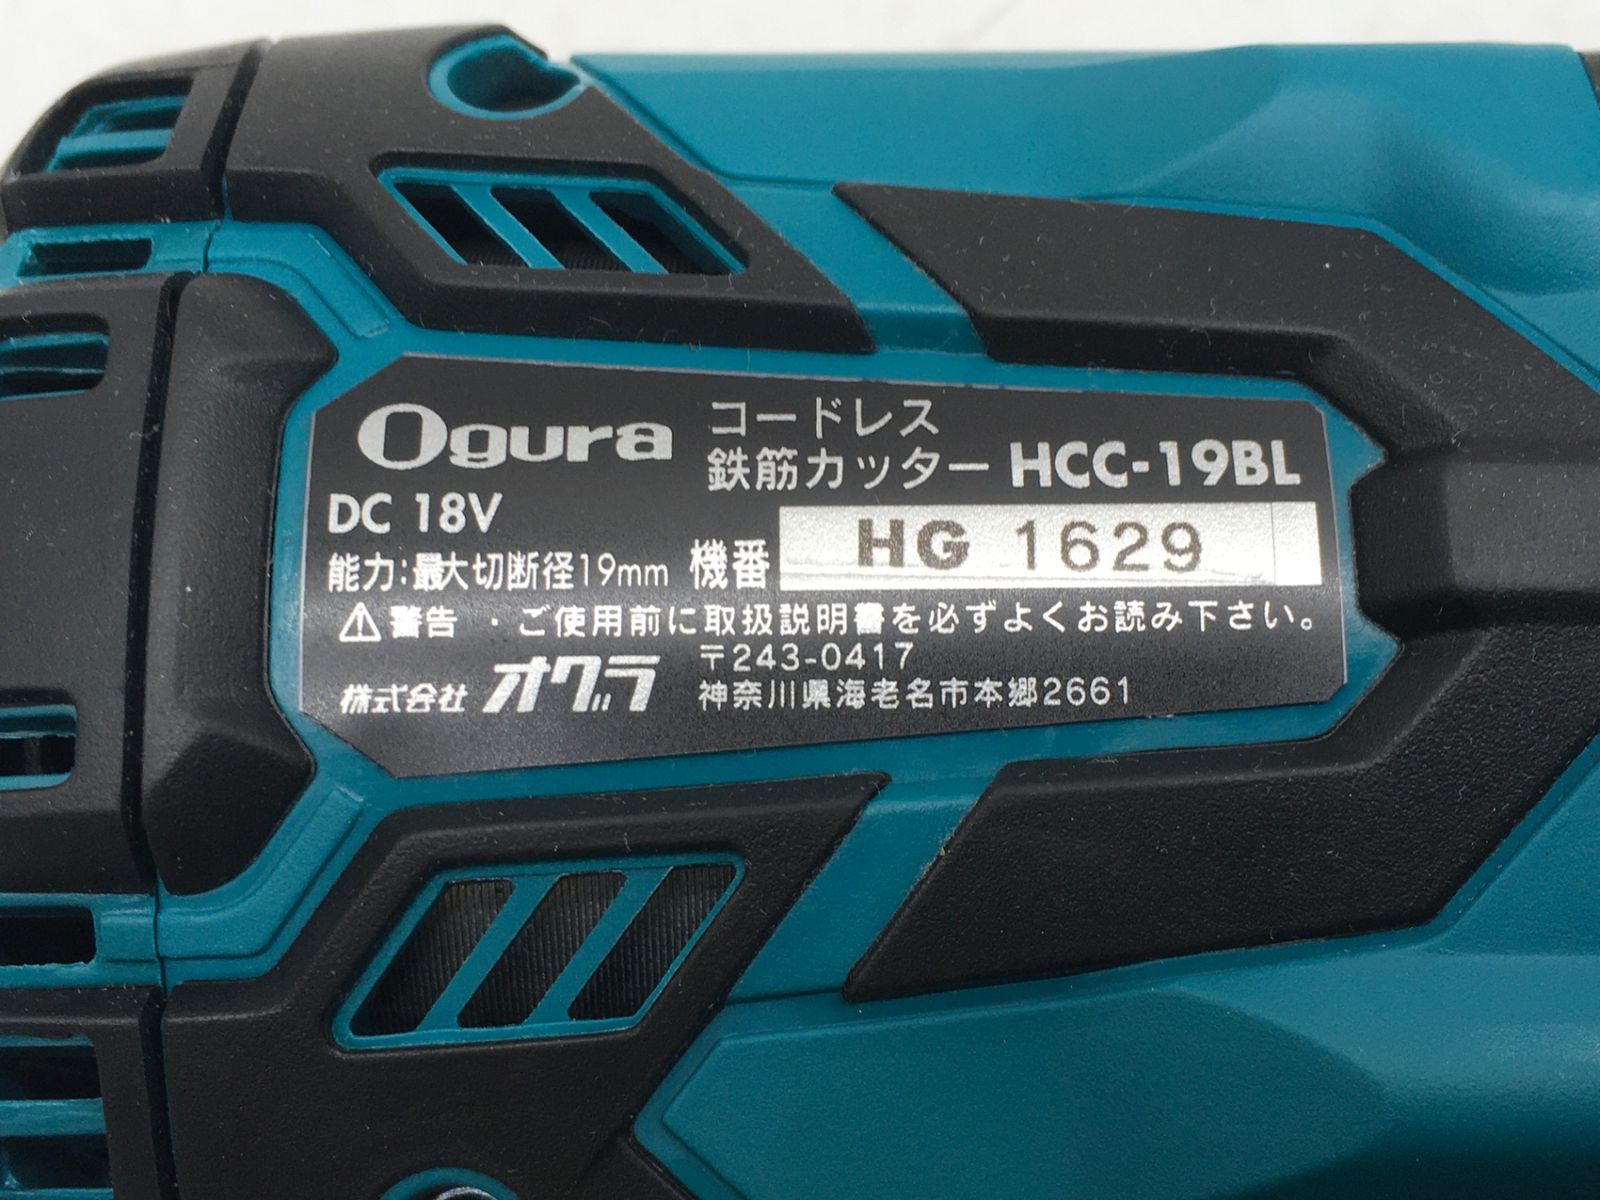 Ogura コードレス
鉄筋カッター HCC-19BL
DC 18V
能力:最大切断径19mm 機番 HG 1629
⚠警告 ・ご使用前に取扱説明書を必ずよくお読み下さい。
株式会社 オグラ 〒243-0417
神奈川県海老名市本郷2661